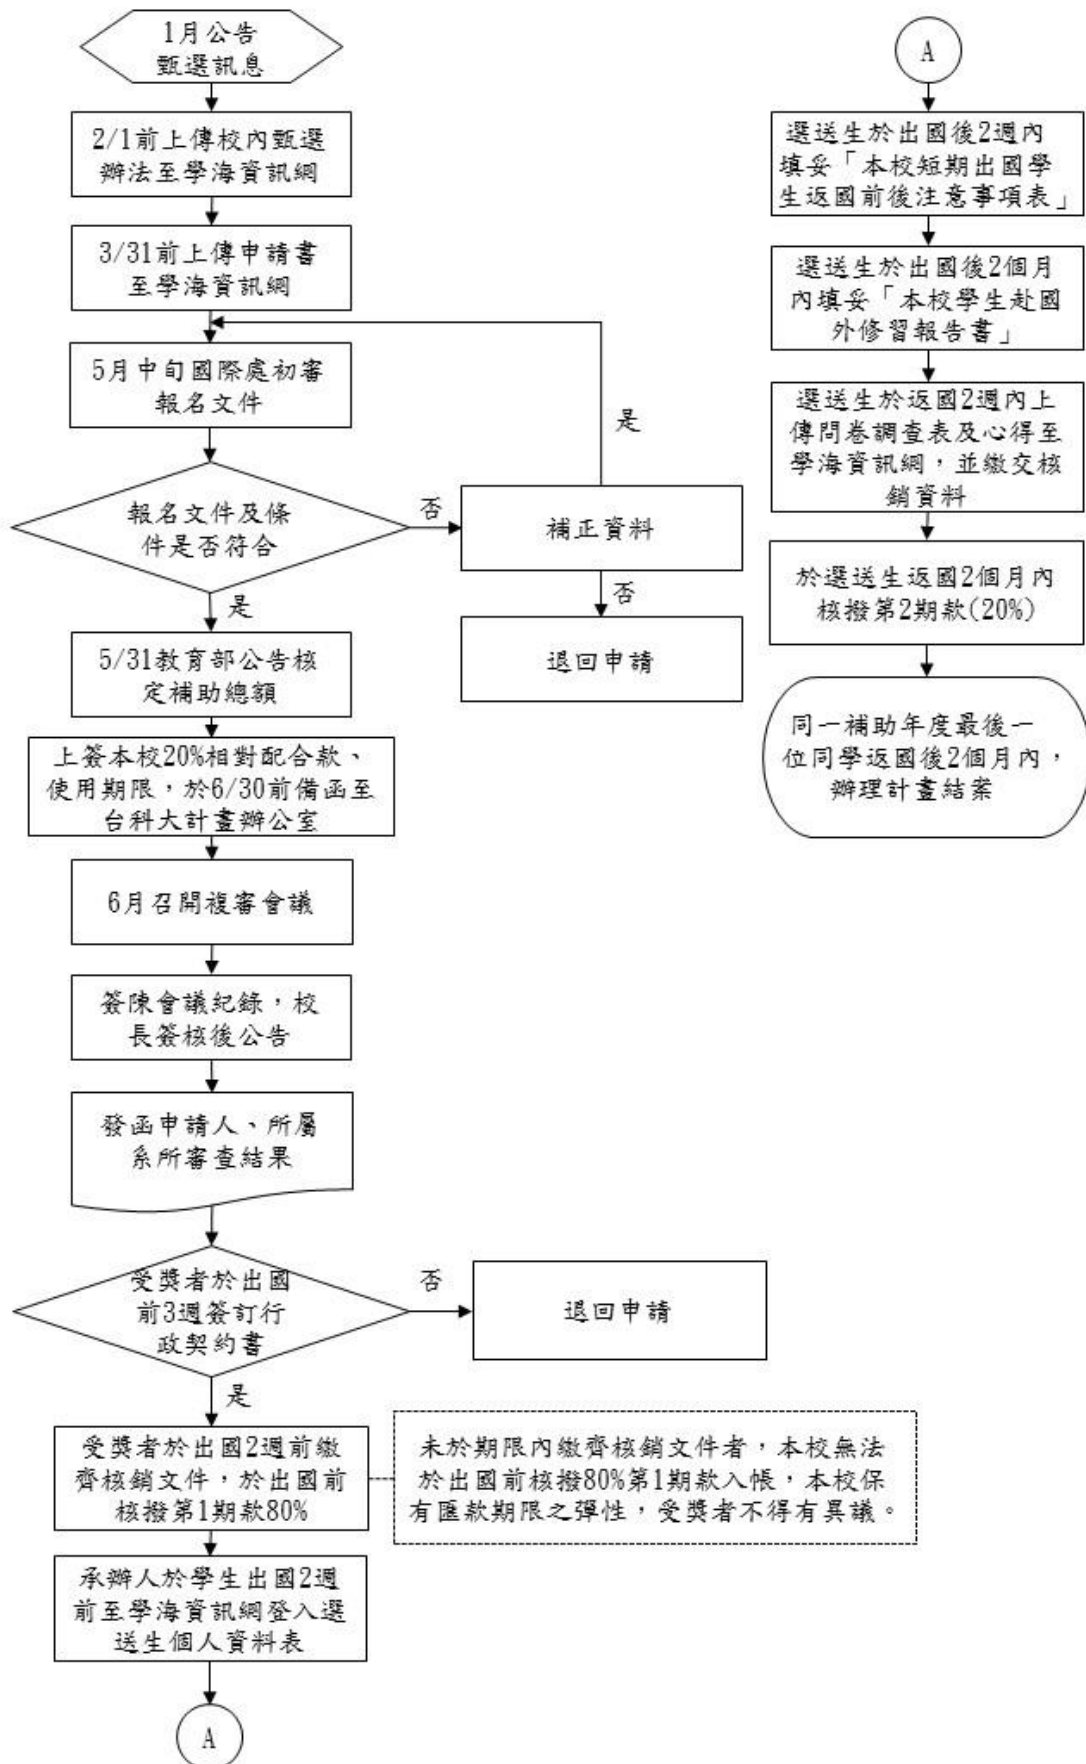 1月公告
甄選訊息
2/1前上傳校內甄選
辦法至學海資訊網
3/31前上傳申請書
至學海資訊網
5月中旬國際處初審
報名文件
報名文件及條
件是否符合
否
補正資料
是
否
退回申請
是
5/31教育部公告核
定補助總額
上簽本校20%相對配合款、
使用期限，於6/30前備函至
台科大計畫辦公室
6月召開複審會議
簽陳會議紀錄，校
長簽核後公告
發函申請人、所屬
系所審查結果
受獎者於出國
前3週簽訂行
政契約書
否
退回申請
是
受獎者於出國2週前繳
齊核銷文件，於出國前
核撥第1期款80%
未於期限內繳齊核銷文件者，本校無法
於出國前核撥80%第1期款入帳，本校保
有匯款期限之彈性，受獎者不得有異議。
承辦人於學生出國2週
前至學海資訊網登入選
送生個人資料表
A
A
選送生於出國後2週內
填妥「本校短期出國學
生返國前後注意事項表」
選送生於出國後2個月
內填妥「本校學生赴國
外修習報告書」
選送生於返國2週內上
傳問卷調查表及心得至
學海資訊網，並繳交核
銷資料
於選送生返國2個月內
核撥第2期款(20%)
同一補助年度最後一
位同學返國後2個月內，
辦理計畫結案